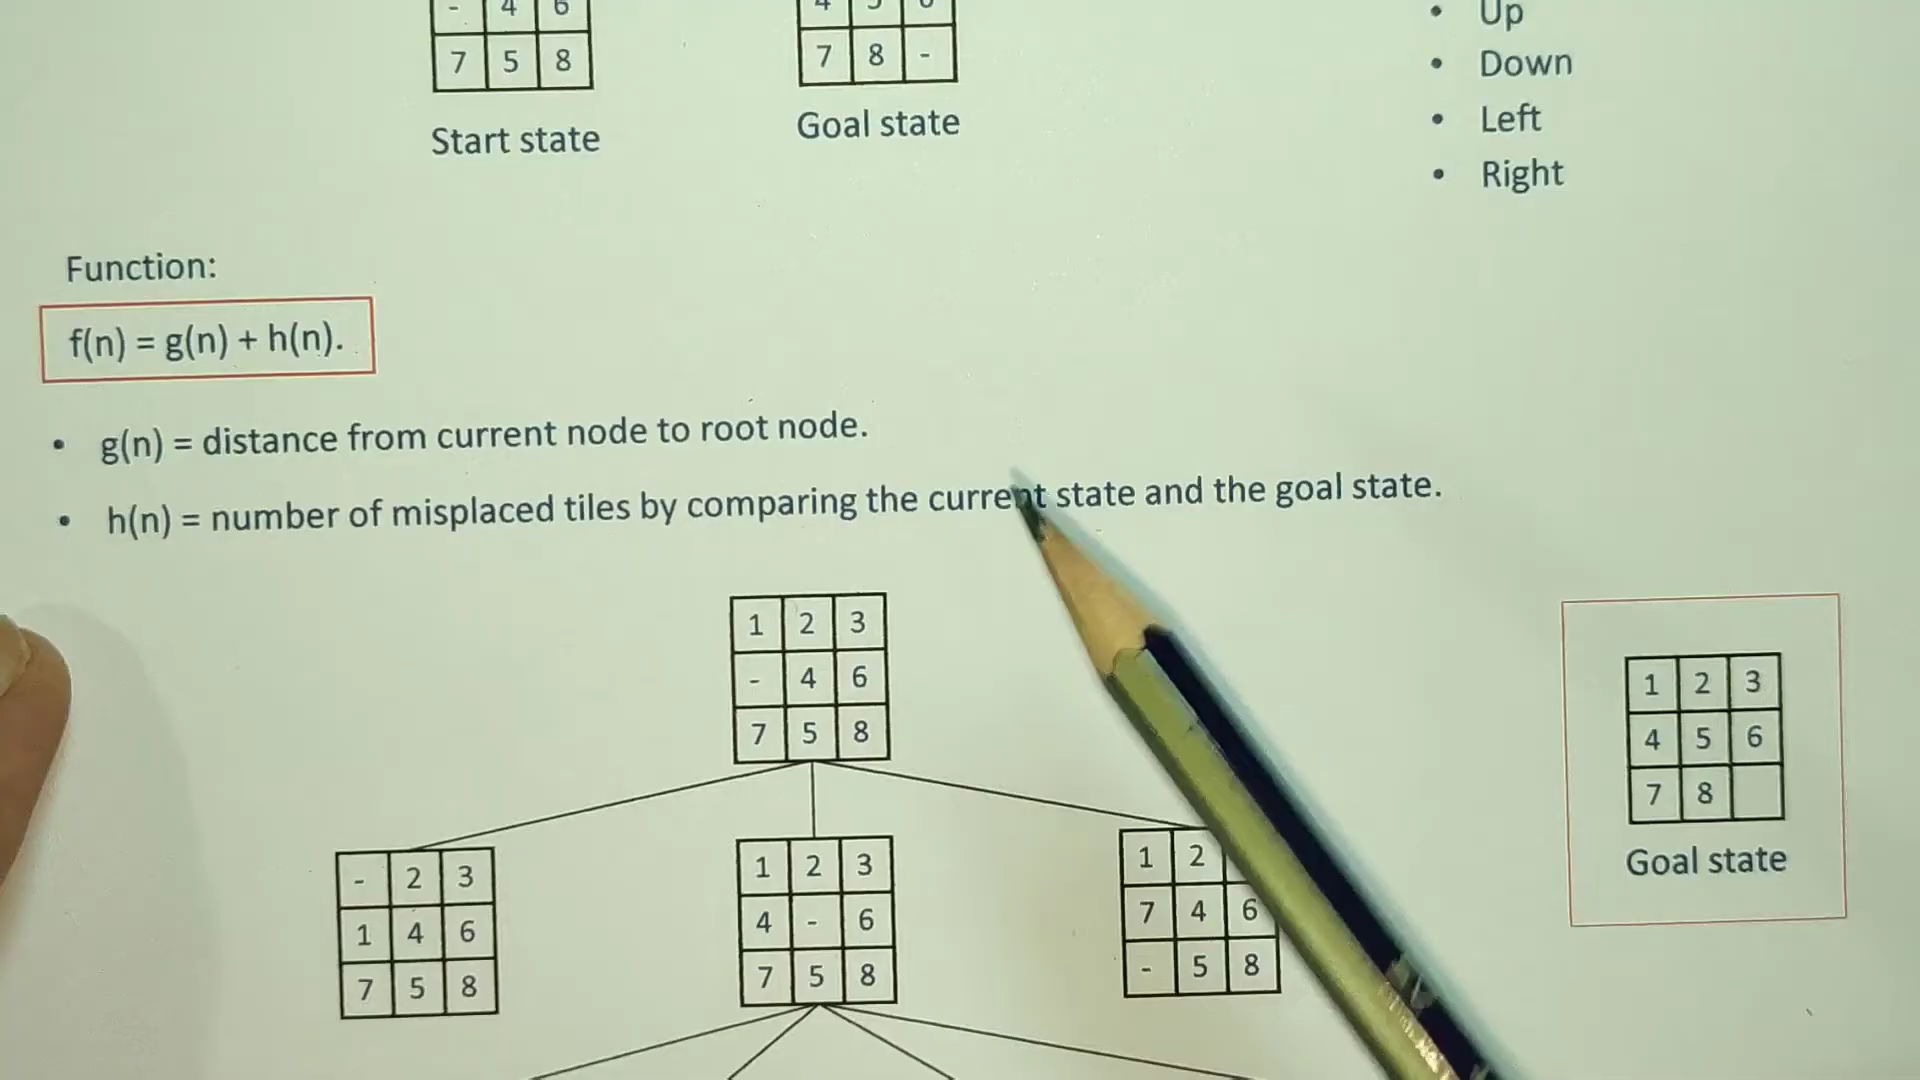 - 4 6
7 5 8
Start state
7 8 -
Goal state
• Up
• Down
• Left
• Right
Function:
f(n) = g(n) + h(n).
• g(n) = distance from current node to root node.
• h(n) = number of misplaced tiles by comparing the current state and the goal state.
1 2 3
- 4 6
7 5 8
- 2 3
1 4 6
7 5 8
1 2 3
4 - 6
7 5 8
1 2
7 4 6
- 5 8
1 2 3
4 5 6
7 8
Goal state